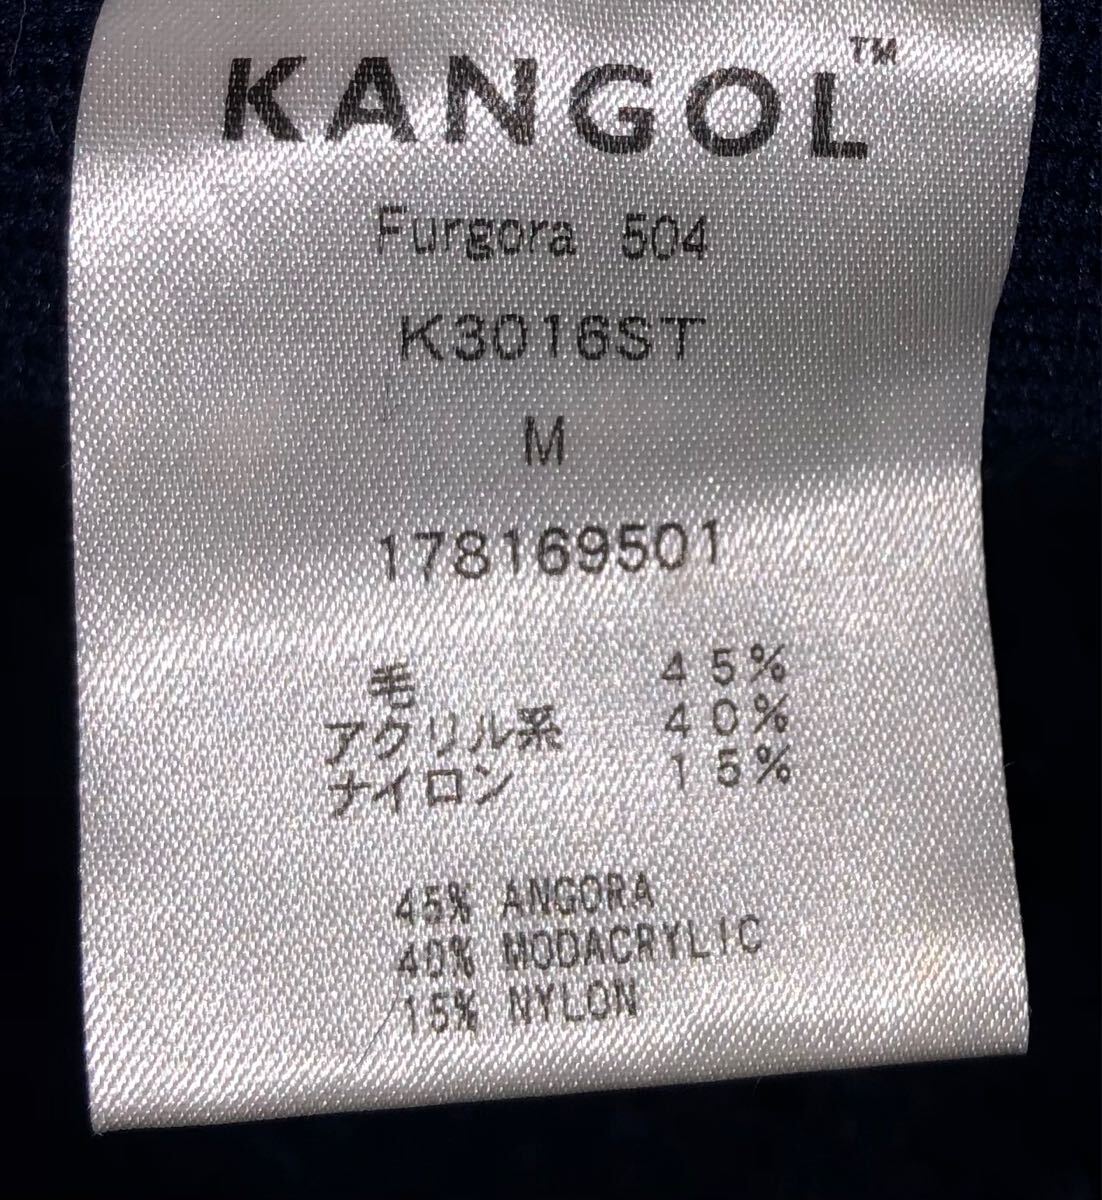 KANGOL™
Furgora 504
K3016ST
M
178169501
毛 45%
アクリル系 40%
ナイロン 15%
45% ANGORA
40% MODACRYLIC
15% NYLON